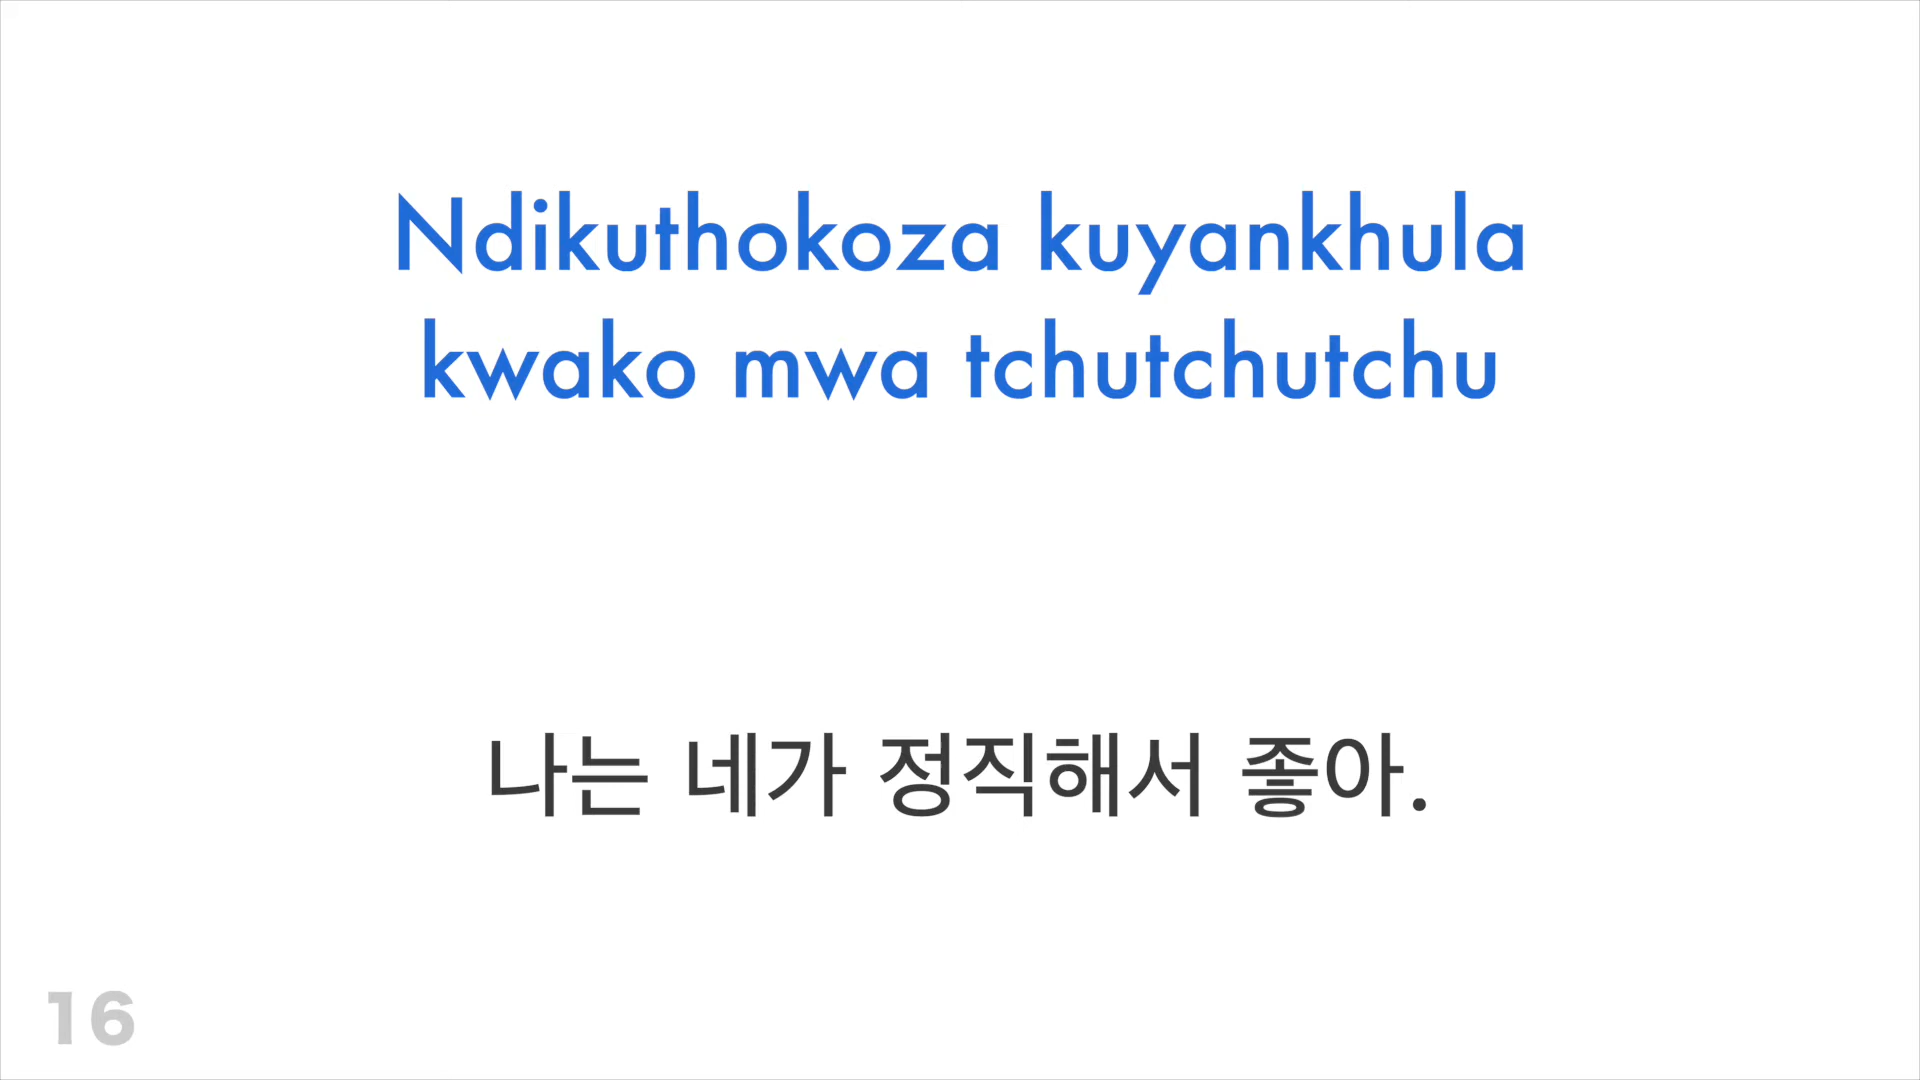 Ndikuthokoza kuyankhula
kwako mwa tchutchutchu
나는 네가 정직해서 좋아.
16